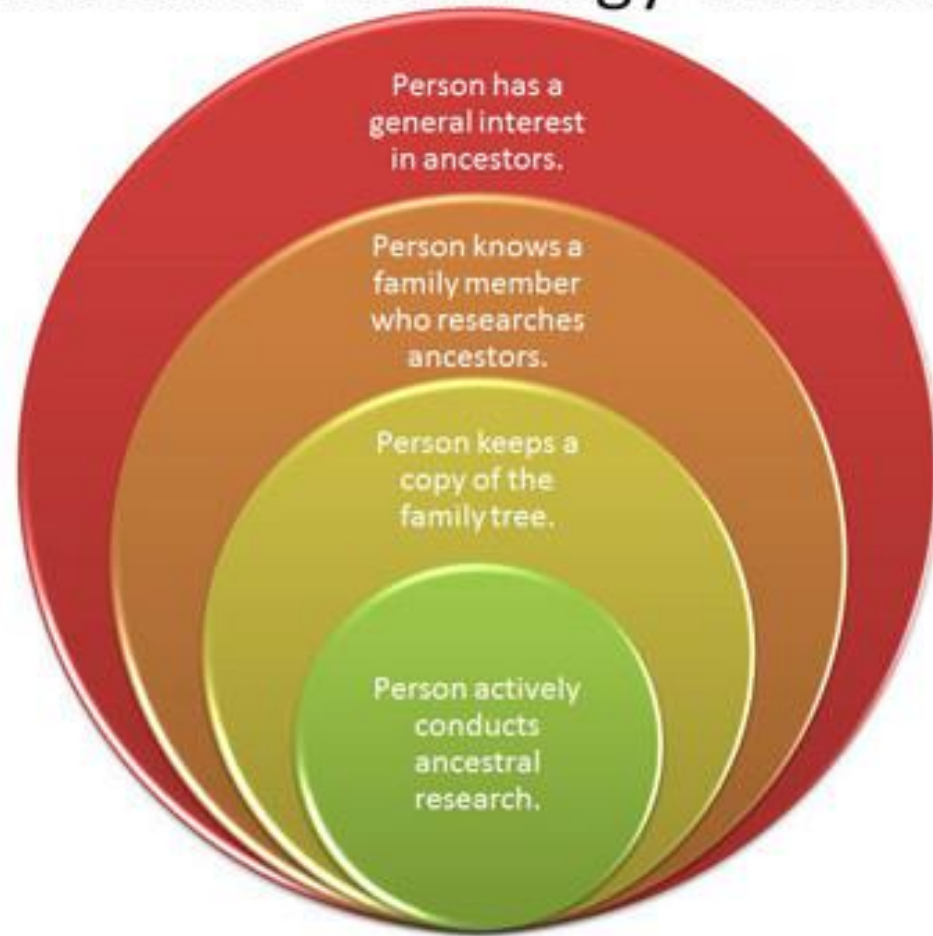 Person has a
general interest
in ancestors.
Person knows a
family member
who researches
ancestors.
Person keeps a
copy of the
family tree.
Person actively
conducts
ancestral
research.